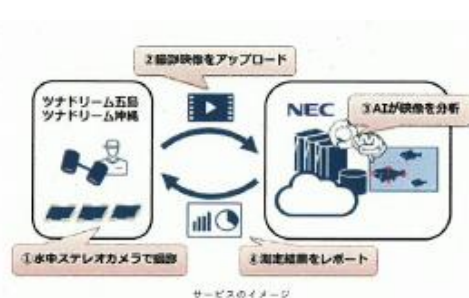 ②撮影映像をアップロード
ツナドリーム五島
ツナドリーム沖縄
NEC
③AIが映像を分析
①水中ステレオカメラで撮影
④測定結果をレポート
サービスのイメージ